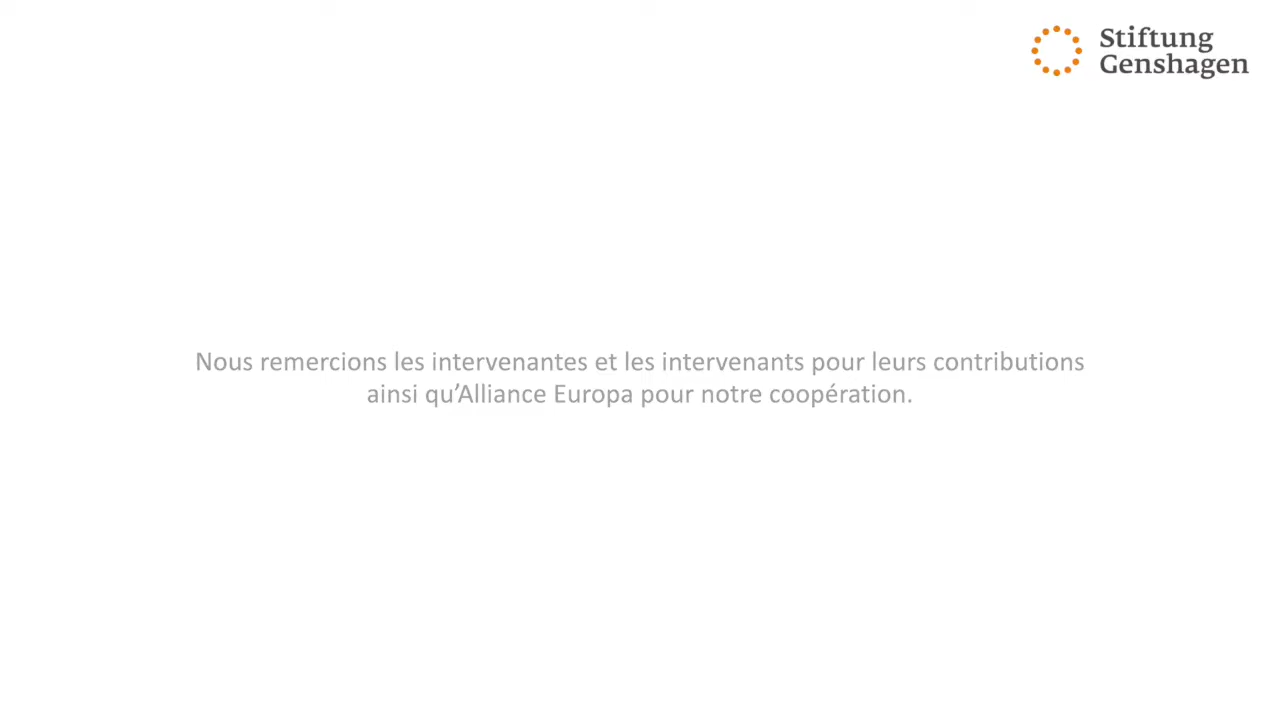 Stiftung
Genshagen
Nous remercions les intervenantes et les intervenants pour leurs contributions
ainsi qu’Alliance Europa pour notre coopération.